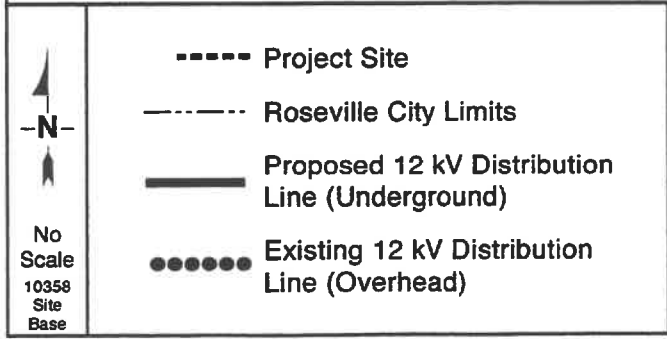 -N-
No
Scale
10358
Site
Base
Project Site
Roseville City Limits
Proposed 12 kV Distribution
Line (Underground)
Existing 12 kV Distribution
Line (Overhead)